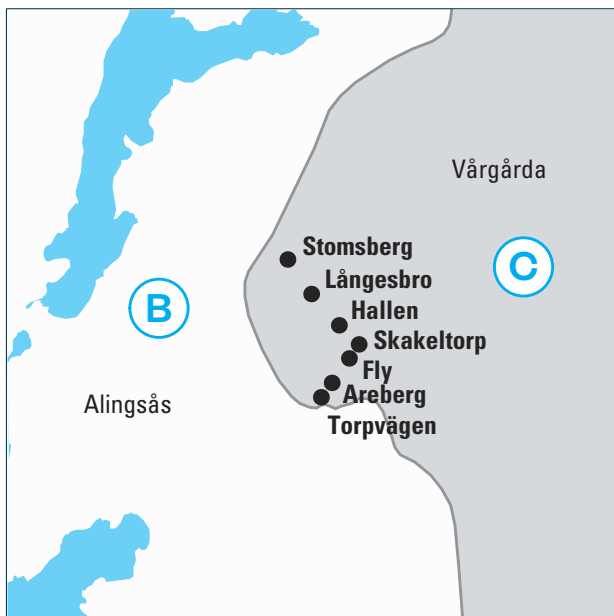 Vårgårda
Stomsberg
C
Långesbro
B
Hallen
Skakeltorp
Fly
Areberg
Alingsås
Torpvägen